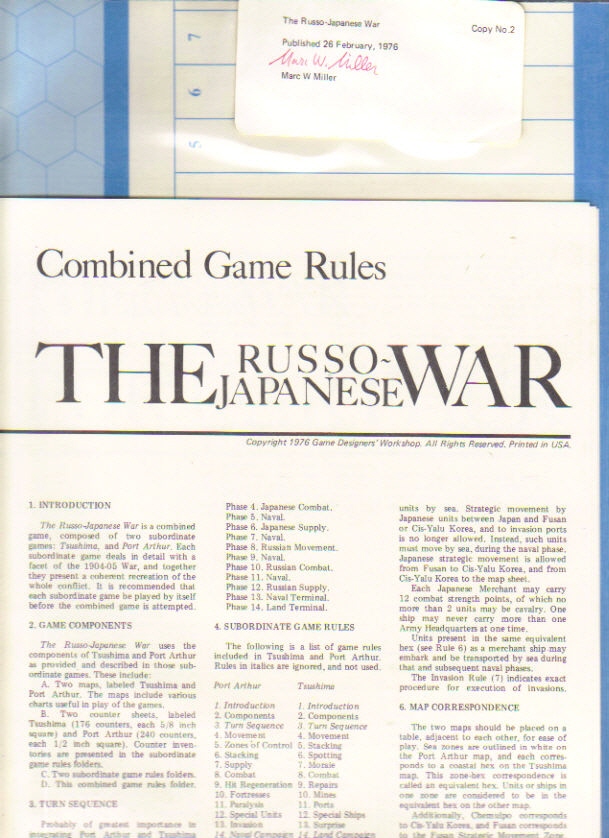 The Russo-Japanese War
Copy No.2
Published 26 February, 1976
Marc W. Miller
Marc W Miller
7
6
5
Combined Game Rules
THE RUSSO-JAPANESE WAR
Copyright 1976 Game Designers' Workshop. All Rights Reserved. Printed in USA.
1. INTRODUCTION
The Russo-Japanese War is a combined
game, composed of two subordinate
games: Tsushima, and Port Arthur. Each
subordinate game deals in detail with a
facet of the 1904-05 War, and together
they present a coherent recreation of the
whole conflict. It is recommended that
each subordinate game be played by itself
before the combined game is attempted.
2. GAME COMPONENTS
The Russo-Japanese War uses the
components of Tsushima and Port Arthur
as provided and described in those sub-
ordinate games. These include:
A. Two maps, labeled Tsushima and
Port Arthur. The maps include various
charts useful in play of the games.
B. Two counter sheets, labeled
Tsushima (176 counters, each 5/8 inch
square) and Port Arthur (240 counters,
each 1/2 inch square). Counter inven-
tories are presented in the subordinate
game rules folders.
C. Two subordinate game rules folders.
D. This combined game rules folder.
3. TURN SEQUENCE
Probably of greatest importance in
integrating Port Arthur and Tsushima
Phase 4. Japanese Combat.
Phase 5. Naval.
Phase 6. Japanese Supply.
Phase 7. Naval.
Phase 8. Russian Movement.
Phase 9. Naval.
Phase 10. Russian Combat.
Phase 11. Naval.
Phase 12. Russian Supply.
Phase 13. Naval Terminal.
Phase 14. Land Terminal.
4. SUBORDINATE GAME RULES
The following is a list of game rules
included in Tsushima and Port Arthur.
Rules in italics are ignored, and not used.
Port Arthur Tsushima
1. Introduction 1. Introduction
2. Components 2. Components
3. Turn Sequence 3. Turn Sequence
4. Movement 4. Movement
5. Zones of Control 5. Stacking
6. Stacking 6. Spotting
7. Supply 7. Morale
8. Combat 8. Combat
9. Hit Regeneration 9. Repairs
10. Fortresses 10. Mines
11. Paralysis 11. Ports
12. Special Units 12. Special Ships
13. Invasion 13. Surprise
14. Naval Campaign 14. Land Campaign
units by sea. Strategic movement by
Japanese units between Japan and Fusan
or Cis-Yalu Korea, and to invasion ports
is no longer allowed. Instead, such units
must move by sea, during the naval phase.
Japanese strategic movement is allowed
from Fusan to Cis-Yalu Korea, and from
Cis-Yalu Korea to the map sheet.
Each Japanese Merchant may carry
12 combat strength points, of which no
more than 2 units may be cavalry. One
ship may never carry more than one
Army Headquarters at one time.
Units present in the same equivalent
hex (see Rule 6) as a merchant ship may
embark and be transported by sea during
that and subsequent naval phases.
The Invasion Rule (7) indicates exact
procedure for execution of invasions.
6. MAP CORRESPONDENCE
The two maps should be placed on a
table, adjacent to each other, for ease of
play. Sea zones are outlined in white on
the Port Arthur map, and each corres-
ponds to a coastal hex on the Tsushima
map. This zone-hex correspondence is
called an equivalent hex. Units or ships in
one zone are considered to be in the
equivalent hex on the other map.
Additionally, Chemulpo corresponds
to Cis-Yalu Korea, and Fusan corresponds
to the Fusan Strategic Movement Zone.